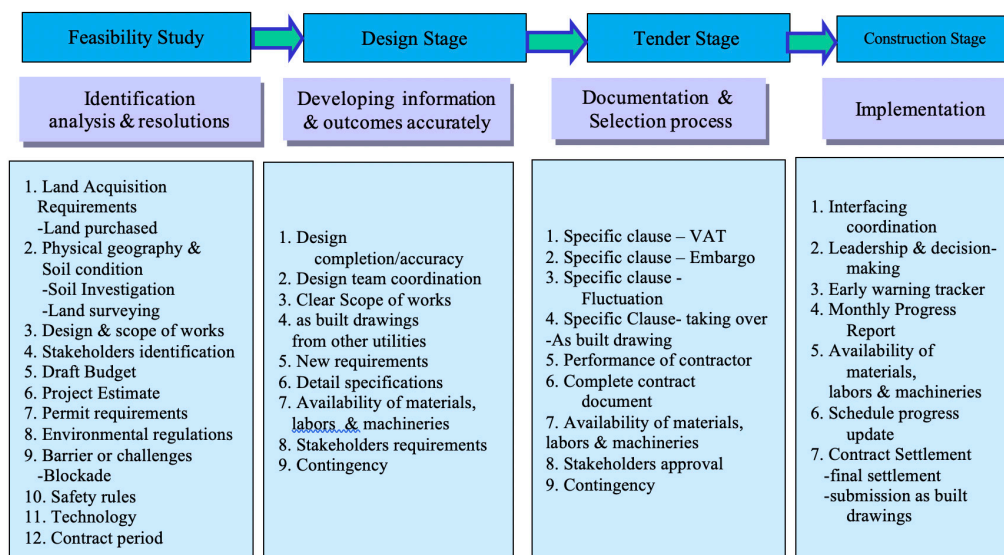 Feasibility Study
Design Stage
Tender Stage
Construction Stage
Identification
analysis & resolutions
Developing information
& outcomes accurately
Documentation &
Selection process
Implementation
1. Land Acquisition
Requirements
-Land purchased
2. Physical geography &
Soil condition
-Soil Investigation
-Land surveying
3. Design & scope of works
4. Stakeholders identification
5. Draft Budget
6. Project Estimate
7. Permit requirements
8. Environmental regulations
9. Barrier or challenges
-Blockade
10. Safety rules
11. Technology
12. Contract period
1. Design
completion/accuracy
2. Design team coordination
3. Clear Scope of works
4. as built drawings
from other utilities
5. New requirements
6. Detail specifications
7. Availability of materials,
labors & machineries
8. Stakeholders requirements
9. Contingency
1. Specific clause – VAT
2. Specific clause – Embargo
3. Specific clause -
Fluctuation
4. Specific Clause- taking over
-As built drawing
5. Performance of contractor
6. Complete contract
document
7. Availability of materials,
labors & machineries
8. Stakeholders approval
9. Contingency
1. Interfacing
coordination
2. Leadership & decision-
making
3. Early warning tracker
4. Monthly Progress
Report
5. Availability of
materials,
labors & machineries
6. Schedule progress
update
7. Contract Settlement
-final settlement
-submission as built
drawings